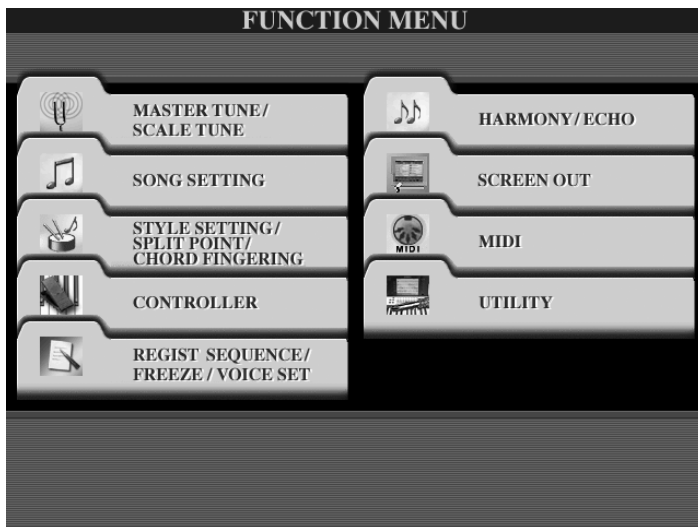 FUNCTION MENU
MASTER TUNE/
SCALE TUNE
SONG SETTING
STYLE SETTING/
SPLIT POINT/
CHORD FINGERING
CONTROLLER
REGIST SEQUENCE/
FREEZE / VOICE SET
HARMONY/ECHO
SCREEN OUT
MIDI
MIDI
UTILITY